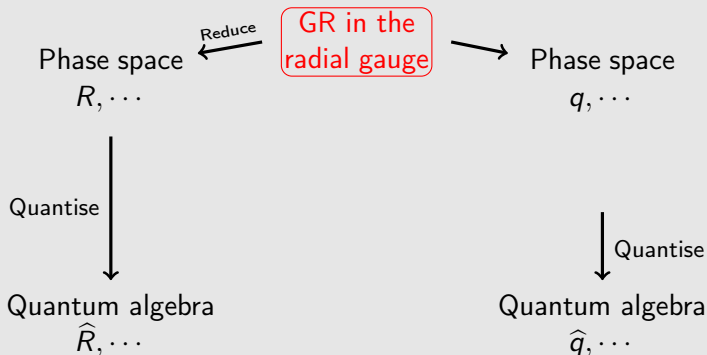 GR in the
radial gauge
Reduce
Phase space
R, ⋯
Phase space
q, ⋯
Quantise
Quantise
Quantum algebra
R̂, ⋯
Quantum algebra
q̂, ⋯